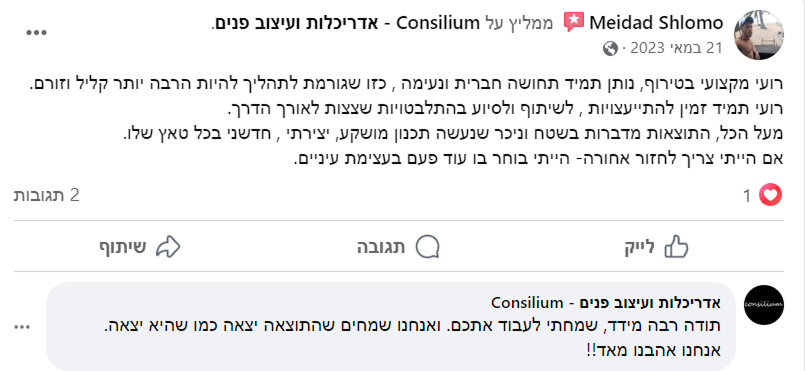 Meidad Shlomo ממליץ על Consilium - אדריכלות ועיצוב פנים.
21 במאי 2023
רועי מקצועי בטירוף, נותן תמיד תחושה חברית ונעימה , כזו שגורמת לתהליך להיות הרבה יותר קליל וזורם.
רועי תמיד זמין להתייעצויות , לשיתוף ולסיוע בהתלבטויות שצצות לאורך הדרך.
מעל הכל, התוצאות מדברות בשטח וניכר שנעשה תכנון מושקע, יצירתי , חדשני בכל טאץ שלו.
אם הייתי צריך לחזור אחורה- הייתי בוחר בו עוד פעם בעצימת עיניים.
1
2 תגובות
לייק
תגובה
שיתוף
consilium
אדריכלות ועיצוב פנים - Consilium
תודה רבה מידד, שמחתי לעבוד אתכם. ואנחנו שמחים שהתוצאה יצאה כמו שהיא יצאה.
אנחנו אהבנו מאד!!